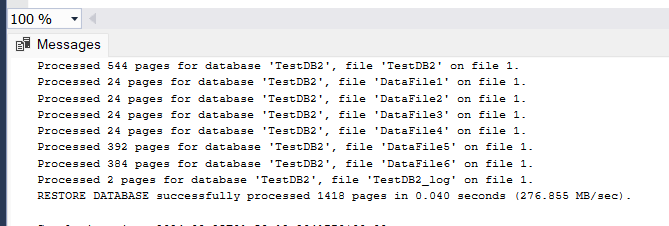 100 %
Messages
Processed 544 pages for database 'TestDB2', file 'TestDB2' on file 1.
Processed 24 pages for database 'TestDB2', file 'DataFile1' on file 1.
Processed 24 pages for database 'TestDB2', file 'DataFile2' on file 1.
Processed 24 pages for database 'TestDB2', file 'DataFile3' on file 1.
Processed 24 pages for database 'TestDB2', file 'DataFile4' on file 1.
Processed 392 pages for database 'TestDB2', file 'DataFile5' on file 1.
Processed 384 pages for database 'TestDB2', file 'DataFile6' on file 1.
Processed 2 pages for database 'TestDB2', file 'TestDB2_log' on file 1.
RESTORE DATABASE successfully processed 1418 pages in 0.040 seconds (276.855 MB/sec).